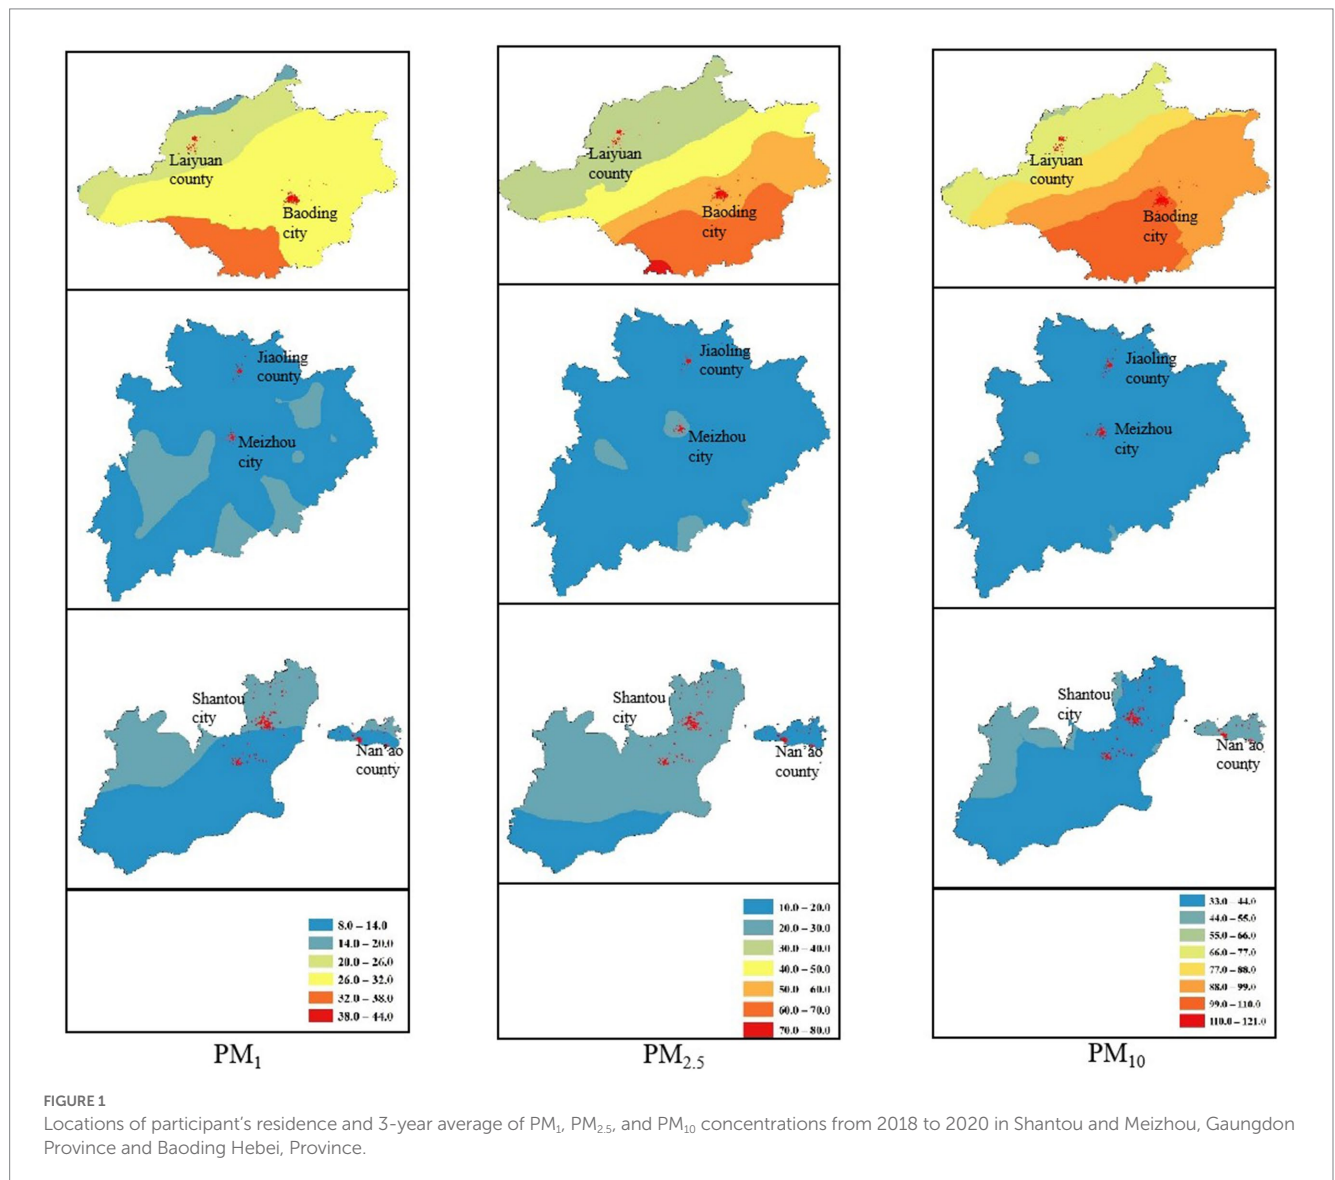 Laiyuan
county
Baoding
city
Laiyuan
county
Baoding
city
Laiyuan
county
Baoding
city
Jiaoling
county
Meizhou
city
Jiaoling
county
Meizhou
city
Jiaoling
county
Meizhou
city
Shantou
city
Nan'ao
county
Shantou
city
Nan'ao
county
Shantou
city
Nan'ao
county
8.0 – 14.0
14.0 – 20.0
20.0 – 26.0
26.0 – 32.0
32.0 – 38.0
38.0 – 44.0
10.0 – 20.0
20.0 – 30.0
30.0 – 40.0
40.0 – 50.0
50.0 – 60.0
60.0 – 70.0
70.0 – 80.0
33.0 – 44.0
44.0 – 55.0
55.0 – 66.0
66.0 – 77.0
77.0 – 88.0
88.0 – 99.0
99.0 – 110.0
110.0 – 121.0
PM1
PM2.5
PM10
FIGURE 1
Locations of participant's residence and 3-year average of PM1, PM2.5, and PM10 concentrations from 2018 to 2020 in Shantou and Meizhou, Gaungdon
Province and Baoding Hebei, Province.